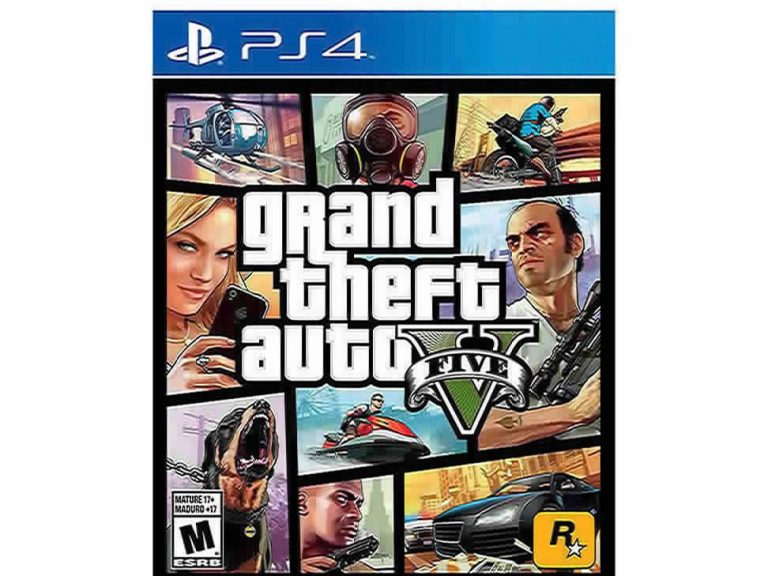 PS4
grand
theft
auto
V
FIVE
MATURE 17+
MADURO +17
M
ESRB
R